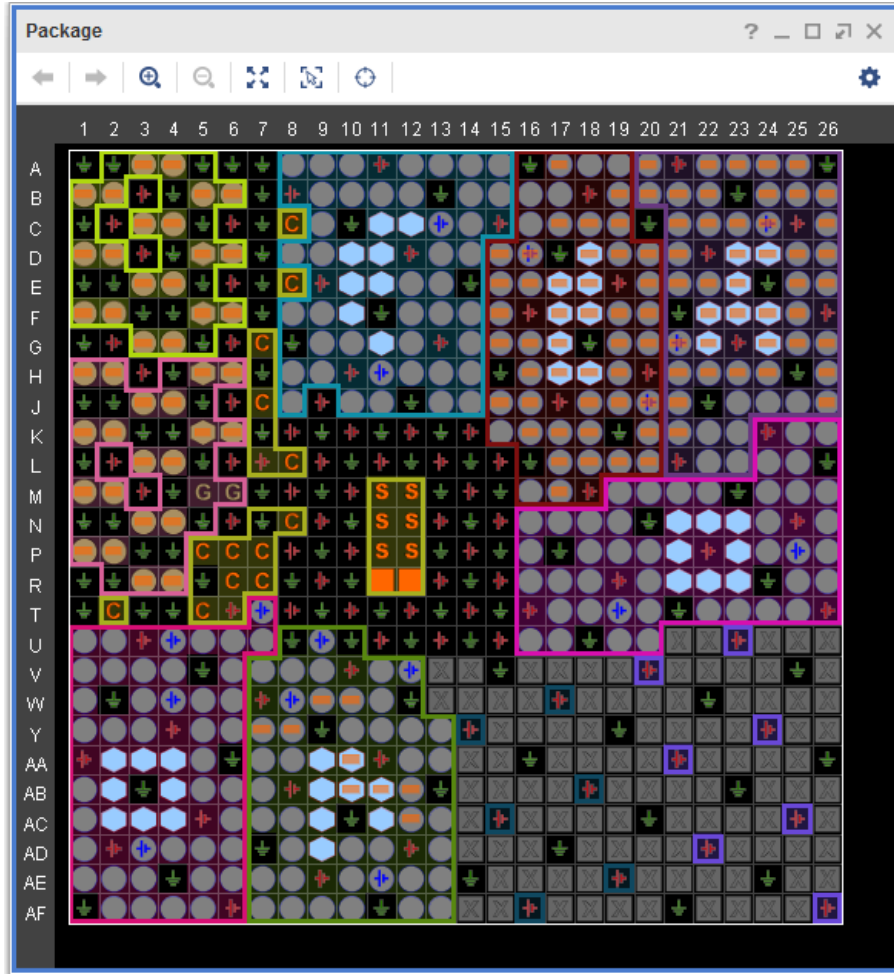 Package
?
1 2 3 4 5 6 7 8 9 10 11 12 13 14 15 16 17 18 19 20 21 22 23 24 25 26
A
B
C C
D
E C
F
G C
H
J C
K
L C
M G G S S
N C S S
P C C C S S
R C C
T C C
U X X X X
V X X X X X X X X X X X
W X X X X X X X X X X X X
Y X X X X X X X X X X
AA X X X X X X X X X X
AB X X X X X X X X X X
AC X X X X X X X X X X
AD X X X X X X X X X X X
AE X X X X X X X X X X
AF X X X X X X X X X X